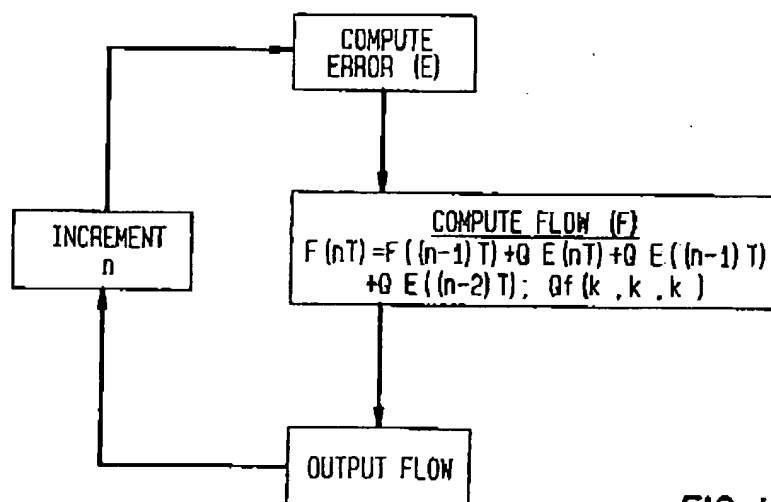 COMPUTE
ERROR (E)
COMPUTE FLOW (F)
F(nT)=F((n-1)T)+Q E(nT)+Q E((n-1)T)
+Q E((n-2)T); Qf(k ,k ,k )
INCREMENT
n
OUTPUT FLOW